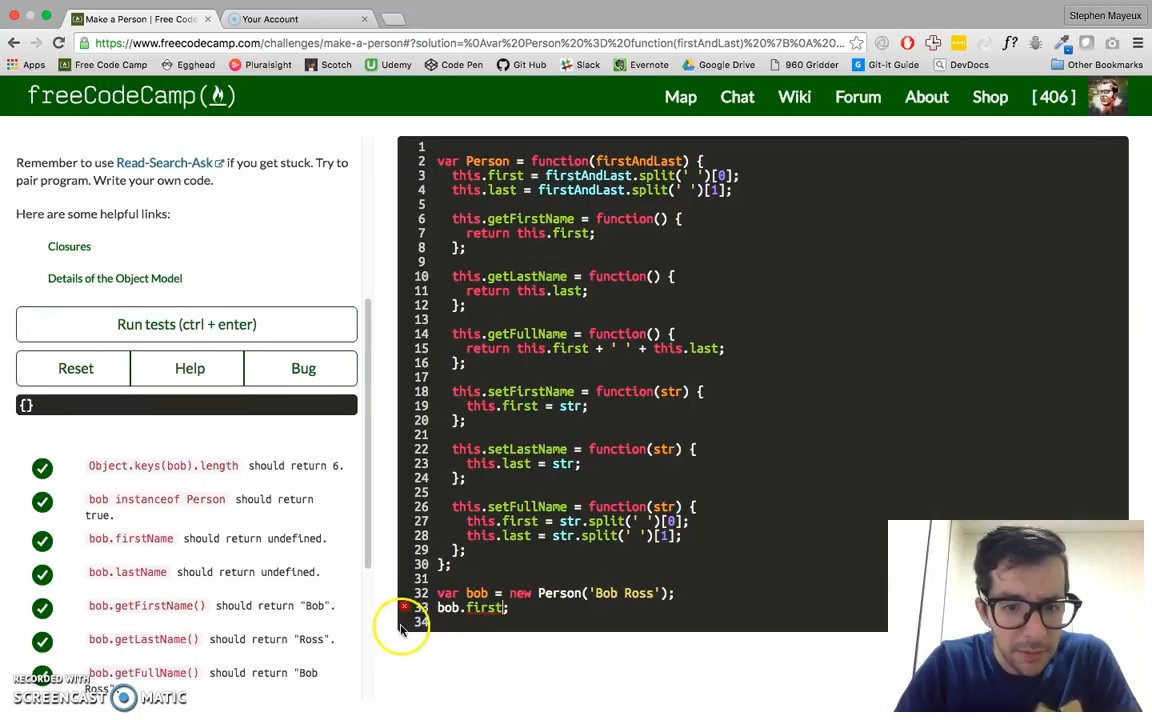 Make a Person | Free Code
Your Account
Stephen Mayeux
https://www.freecodecamp.com/challenges/make-a-person#?solution=%0Avar%20Person%20%3D%20function(firstAndLast)%20%7B%0A%20...
Apps Free Code Camp Egghead Pluralsight Scotch Udemy Code Pen Git Hub Slack Evernote Google Drive 960 Gridder Git-it Guide DevDocs Other Bookmarks
freeCodeCamp
Map Chat Wiki Forum About Shop [ 406 ]
Remember to use Read-Search-Ask if you get stuck. Try to
pair program. Write your own code.
Here are some helpful links:
Closures
Details of the Object Model
Run tests (ctrl + enter)
Reset Help Bug
{}
Object.keys(bob).length should return 6.
bob instanceof Person should return
true.
bob.firstName should return undefined.
bob.lastName should return undefined.
bob.getFirstName() should return "Bob".
bob.getLastName() should return "Ross".
bob.getFullName() should return "Bob
Ross".
RECORDED WITH
SCREENCAST MATIC
1
2 var Person = function(firstAndLast) {
3 this.first = firstAndLast.split(' ')[0];
4 this.last = firstAndLast.split(' ')[1];
5
6 this.getFirstName = function() {
7 return this.first;
8 };
9
10 this.getLastName = function() {
11 return this.last;
12 };
13
14 this.getFullName = function() {
15 return this.first + ' ' + this.last;
16 };
17
18 this.setFirstName = function(str) {
19 this.first = str;
20 };
21
22 this.setLastName = function(str) {
23 this.last = str;
24 };
25
26 this.setFullName = function(str) {
27 this.first = str.split(' ')[0];
28 this.last = str.split(' ')[1];
29 };
30 };
31
32 var bob = new Person('Bob Ross');
33 bob.first;
34